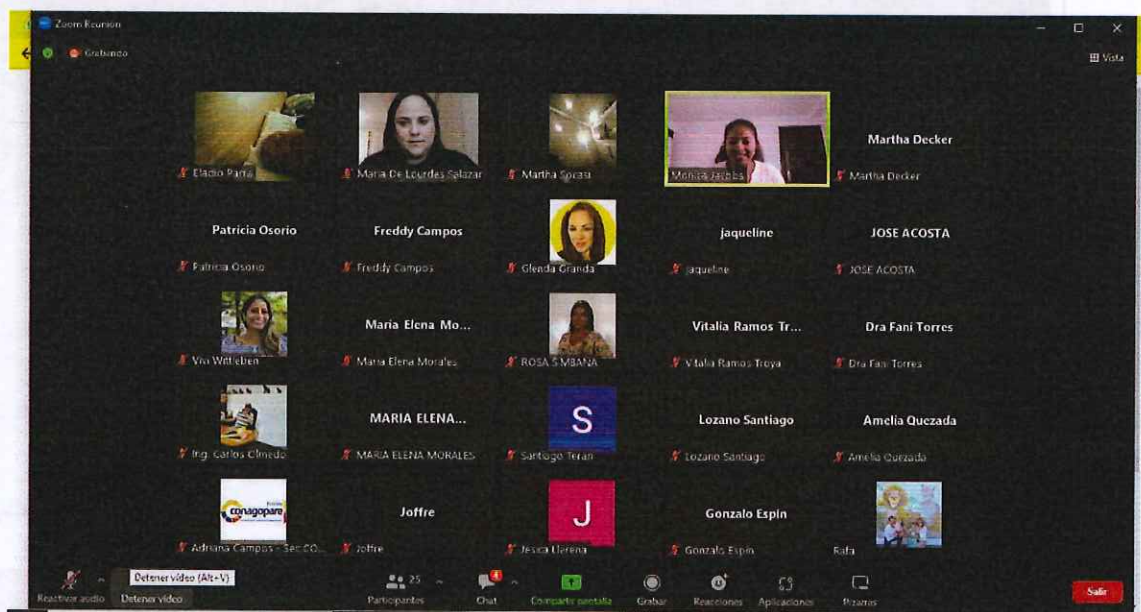 Zoom Reunión
Grabando
Vista
Eladio Parra
Maria De Lourdes Salazar
Martha Socasi
Monica Jacobs
Martha Decker
Martha Decker
Patricia Osorio
Patricia Osorio
Freddy Campos
Freddy Campos
Glenda Granda
jaqueline
jaqueline
JOSE ACOSTA
JOSE ACOSTA
Vivi Wittleben
Maria Elena Mo...
Maria Elena Morales
ROSA SIMBAÑA
Vitalia Ramos Tr...
Vitalia Ramos Troya
Dra Fani Torres
Dra Fani Torres
Ing. Carlos Olmedo
MARIA ELENA...
MARIA ELENA MORALES
S
Santiago Teran
Lozano Santiago
Lozano Santiago
Amelia Quezada
Amelia Quezada
conagopare
Adriana Campos - Sec.CO...
Joffre
Joffre
J
Jesica Llerena
Gonzalo Espin
Gonzalo Espin
Rafa
Detener vídeo (Alt+V)
Reactivar audio
Detener vídeo
25
Participantes
4
Chat
Compartir pantalla
Grabar
Reacciones
Aplicaciones
Pizarras
Salir